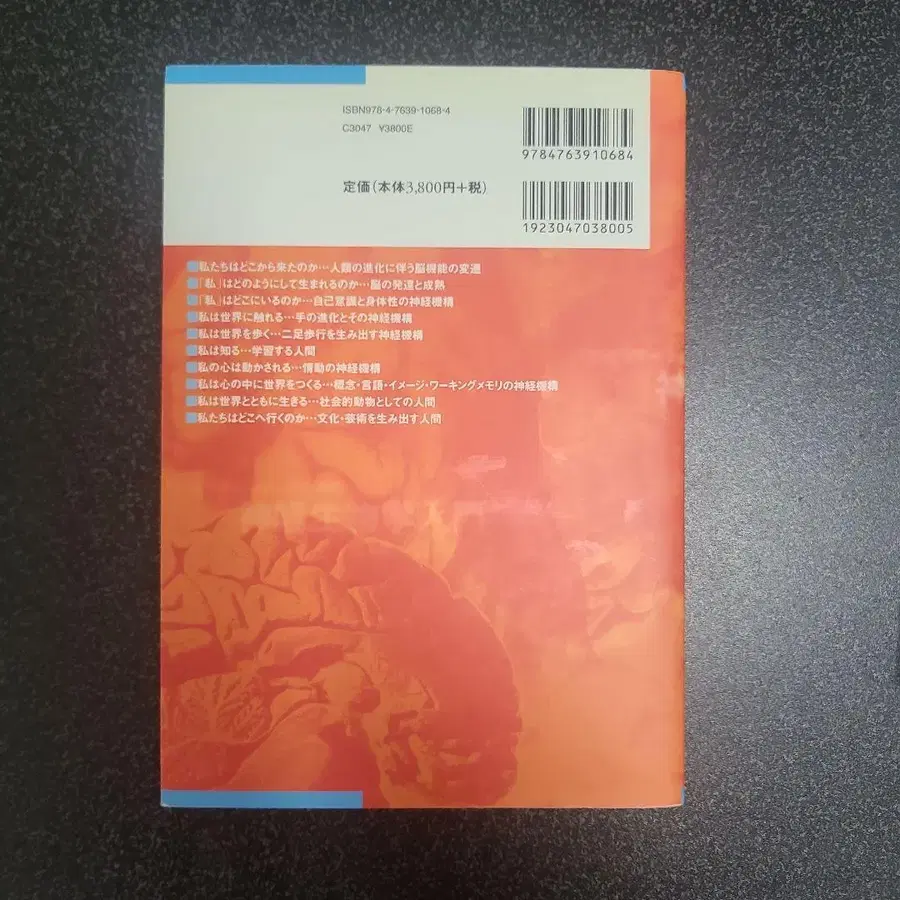 ISBN978-4-7639-1068-4
C3047 ¥3800E
9784763910684
定価（本体3,800円＋税）
1923047038005
私たちはどこから来たのか…人類の進化に伴う脳機能の変遷
「私」はどのようにして生まれるのか…脳の発達と成熟
「私」はどこにいるのか…自己意識と身体性の神経機構
私は世界に触れる…手の進化とその神経機構
私は世界を歩く…二足歩行を生み出す神経機構
私は知る…学習する人間
私の心は動かされる…情動の神経機構
私は心の中に世界をつくる…概念・言語・イメージ・ワーキングメモリの神経機構
私は世界とともに生きる…社会的動物としての人間
私たちはどこへ行くのか…文化・芸術を生み出す人間